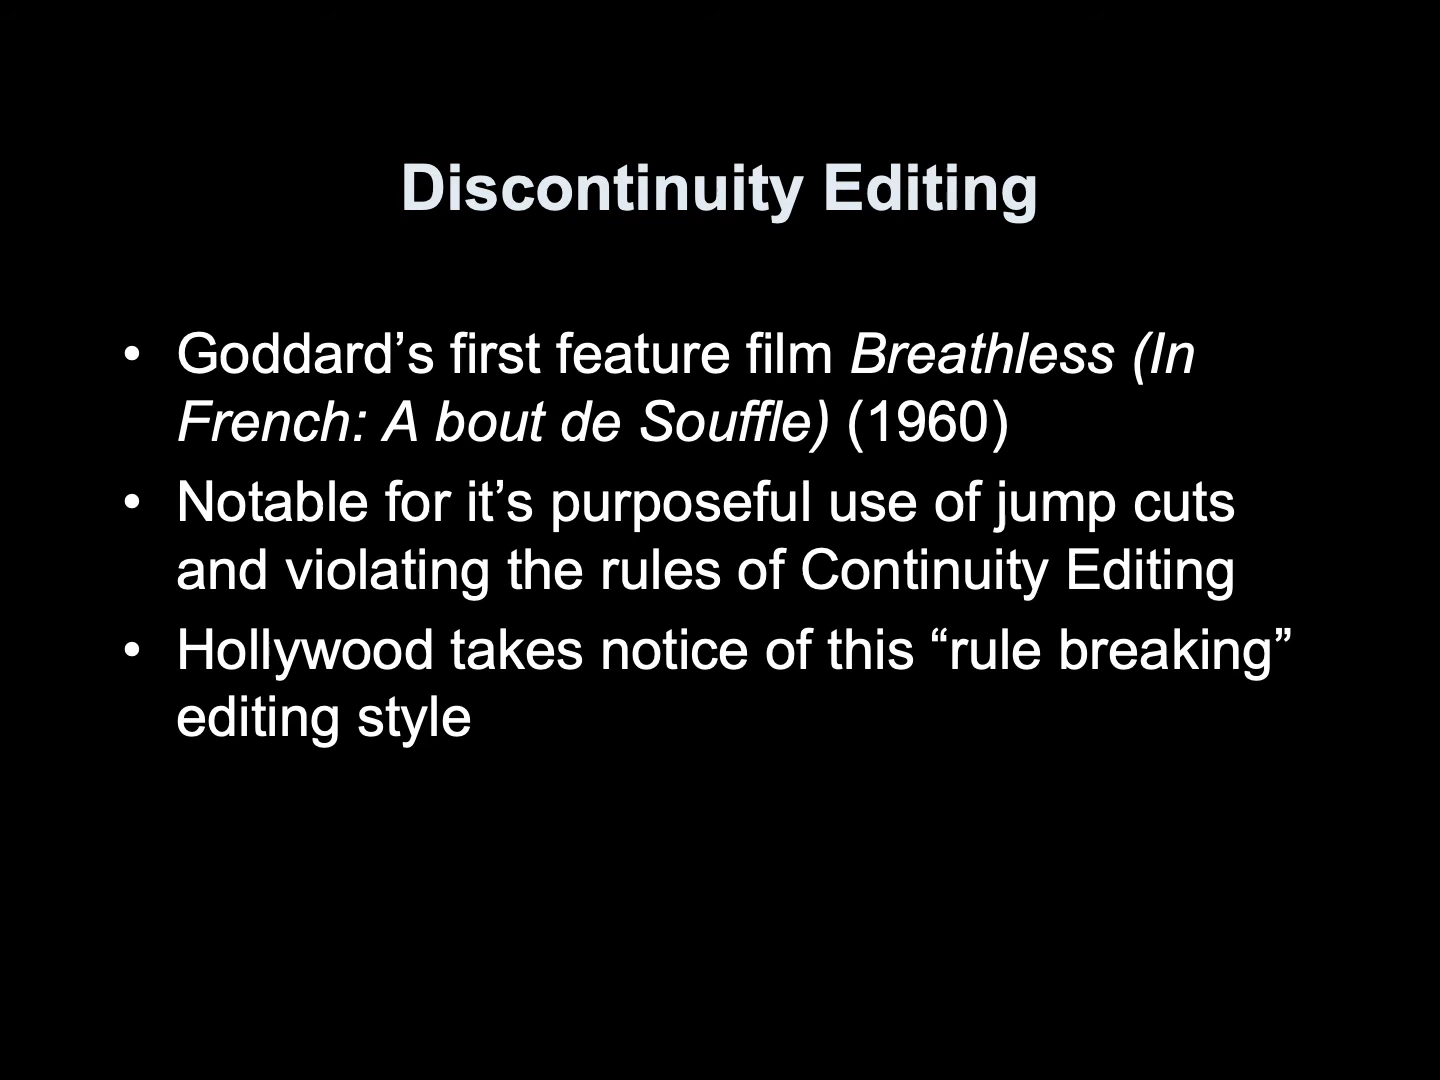 Discontinuity Editing
• Goddard’s first feature film Breathless (In
French: A bout de Souffle) (1960)
• Notable for it’s purposeful use of jump cuts
and violating the rules of Continuity Editing
• Hollywood takes notice of this “rule breaking”
editing style